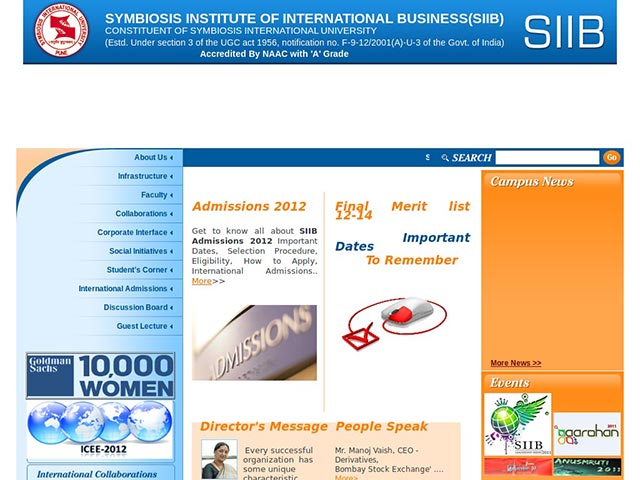 SYMBIOSIS INSTITUTE OF INTERNATIONAL BUSINESS(SIIB)
CONSTITUENT OF SYMBIOSIS INTERNATIONAL UNIVERSITY
(Estd. Under section 3 of the UGC act 1956, notification no. F-9-12/2001(A)-U-3 of the Govt. of India)
Accredited By NAAC with 'A' Grade
SIIB
SYMBIOSIS INTERNATIONAL UNIVERSITY
PUNE
About Us
Infrastructure
Faculty
Collaborations
Corporate Interface
Social Initiatives
Student's Corner
International Admissions
Discussion Board
Guest Lecture
SEARCH
Go
Goldman
Sachs
10,000
WOMEN
ICEE-2012
International Collaborations
Admissions 2012
Get to know all about SIIB
Admissions 2012 Important
Dates, Selection Procedure,
Eligibility, How to Apply,
International Admissions..
More>>
ADMISSIONS
Final Merit list
12-14
Important
Dates
To Remember
Director's Message
Every successful
organization has
some unique
characteristic
People Speak
Mr. Manoj Vaish, CEO -
Derivatives,
Bombay Stock Exchange' ....
More>
Campus News
More News >>
Events
SIIB
2011
agarahan
ANUSMRUTI
2011